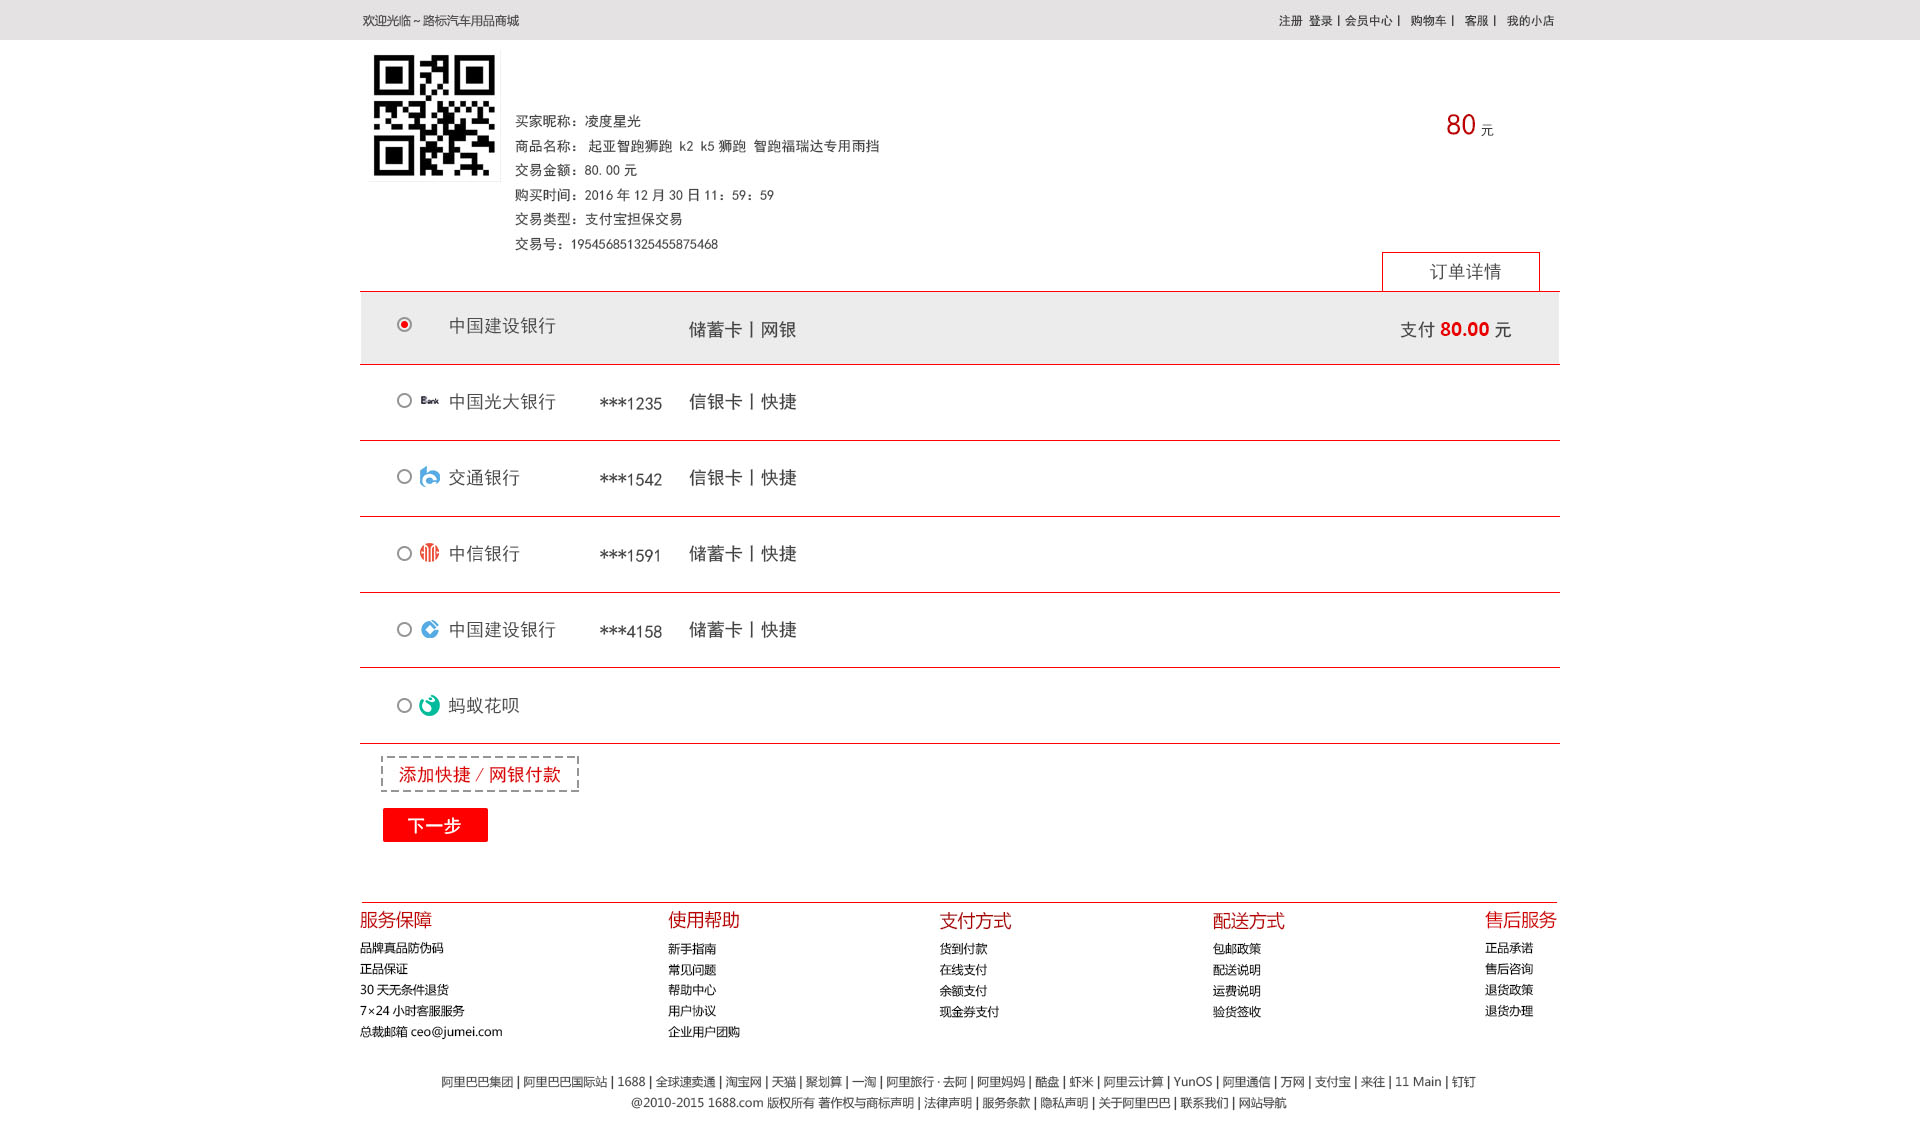 欢迎光临～路标汽车用品商城
注册 登录 | 会员中心 | 购物车 | 客服 | 我的小店
买家昵称：凌度星光
80 元
商品名称： 起亚智跑狮跑 k2 k5 狮跑 智跑福瑞达专用雨挡
交易金额：80.00 元
购买时间：2016 年 12 月 30 日 11：59：59
交易类型：支付宝担保交易
交易号：195456851325455875468
订单详情
中国建设银行 储蓄卡丨网银 支付 80.00 元
Bank 中国光大银行 ***1235 信银卡丨快捷
交通银行 ***1542 信银卡丨快捷
中信银行 ***1591 储蓄卡丨快捷
中国建设银行 ***4158 储蓄卡丨快捷
蚂蚁花呗
添加快捷 / 网银付款
下一步
服务保障
品牌真品防伪码
正品保证
30 天无条件退货
7×24 小时客服服务
总裁邮箱 ceo@jumei.com
使用帮助
新手指南
常见问题
帮助中心
用户协议
企业用户团购
支付方式
货到付款
在线支付
余额支付
现金券支付
配送方式
包邮政策
配送说明
运费说明
验货签收
售后服务
正品承诺
售后咨询
退货政策
退货办理
阿里巴巴集团 | 阿里巴巴国际站 | 1688 | 全球速卖通 | 淘宝网 | 天猫 | 聚划算 | 一淘 | 阿里旅行 · 去阿 | 阿里妈妈 | 酷盘 | 虾米 | 阿里云计算 | YunOS | 阿里通信 | 万网 | 支付宝 | 来往 | 11 Main | 钉钉
@2010-2015 1688.com 版权所有 著作权与商标声明 | 法律声明 | 服务条款 | 隐私声明 | 关于阿里巴巴 | 联系我们 | 网站导航